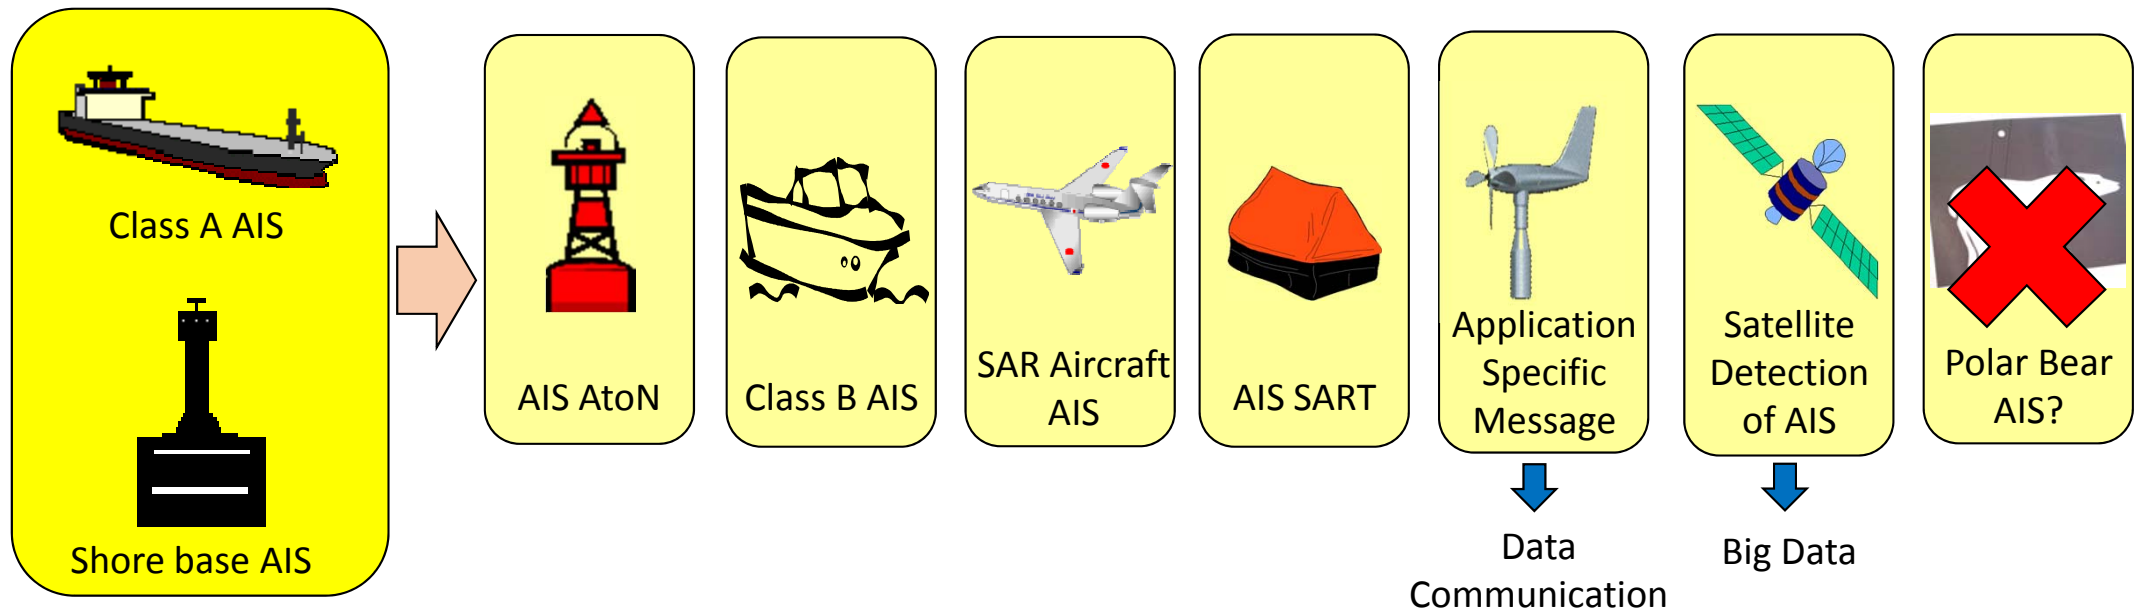 Class A AIS
Shore base AIS
AIS AtoN
Class B AIS
SAR Aircraft
AIS
AIS SART
Application
Specific
Message
Data
Communication
Satellite
Detection
of AIS
Big Data
Polar Bear
AIS?